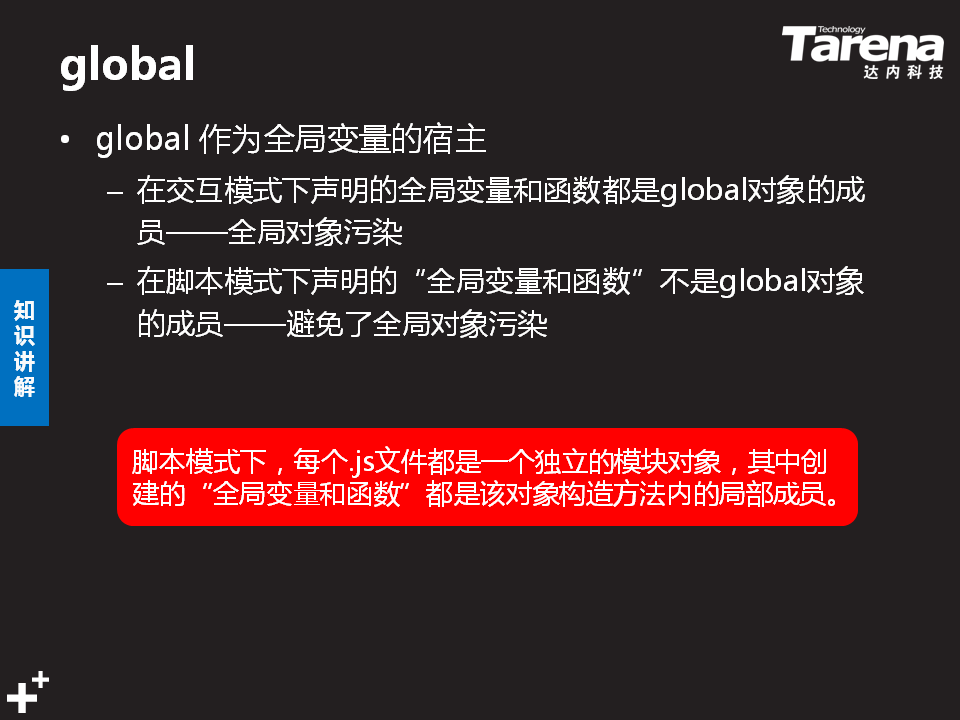 global
Technology
Tarena
达内科技
• global 作为全局变量的宿主
– 在交互模式下声明的全局变量和函数都是global对象的成
员——全局对象污染
– 在脚本模式下声明的“全局变量和函数”不是global对象
的成员——避免了全局对象污染
知
识
讲
解
脚本模式下，每个.js文件都是一个独立的模块对象，其中创
建的“全局变量和函数”都是该对象构造方法内的局部成员。